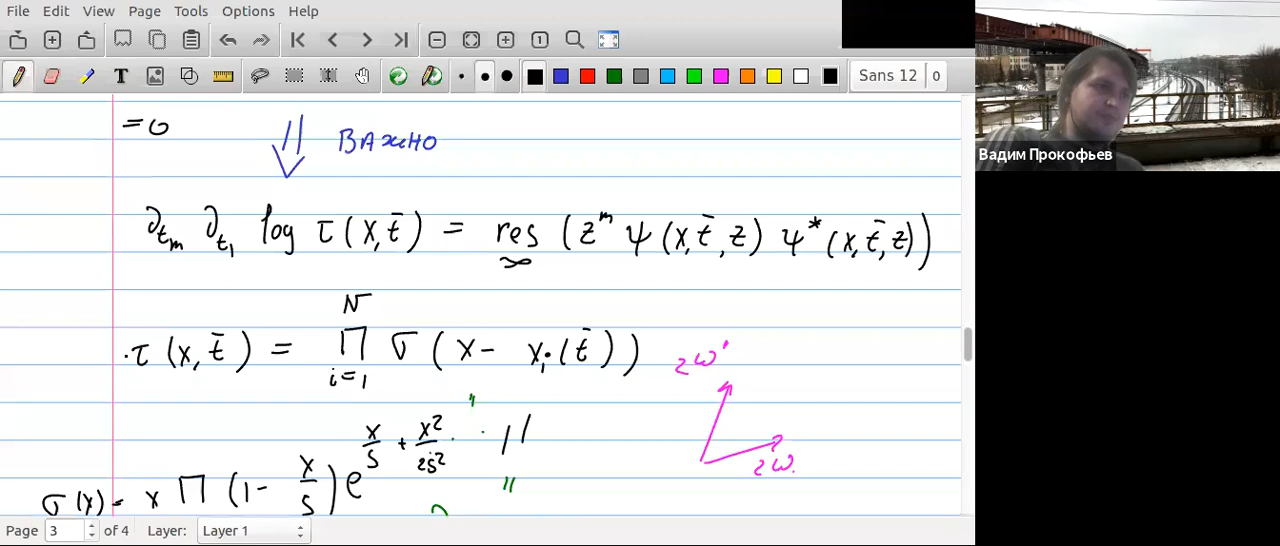 File Edit View Page Tools Options Help
Sans 12 0
=0
⇓ ВАЖНО
∂_{t_m} ∂_{t_1} log τ(x, t̄) = res_∞ (z^m ψ(x, t̄, z) ψ*(x, t̄, z))
τ(x, t̄) = ∏_{i=1}^{N} σ(x − x_i(t̄))
2ω'
2ω
σ(x) = x ∏ (1 − x/s) e^{x/s + x²/2s²}
Вадим Прокофьев
Page 3 of 4 Layer: Layer 1